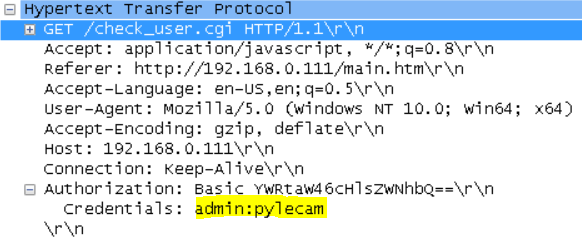 Hypertext Transfer Protocol
GET /check_user.cgi HTTP/1.1\r\n
Accept: application/javascript, */*;q=0.8\r\n
Referer: http://192.168.0.111/main.htm\r\n
Accept-Language: en-US,en;q=0.5\r\n
User-Agent: Mozilla/5.0 (Windows NT 10.0; Win64; x64)
Accept-Encoding: gzip, deflate\r\n
Host: 192.168.0.111\r\n
Connection: Keep-Alive\r\n
Authorization: Basic YWRtaW46cHlsZWNhbQ==\r\n
Credentials: admin:pylecam
\r\n